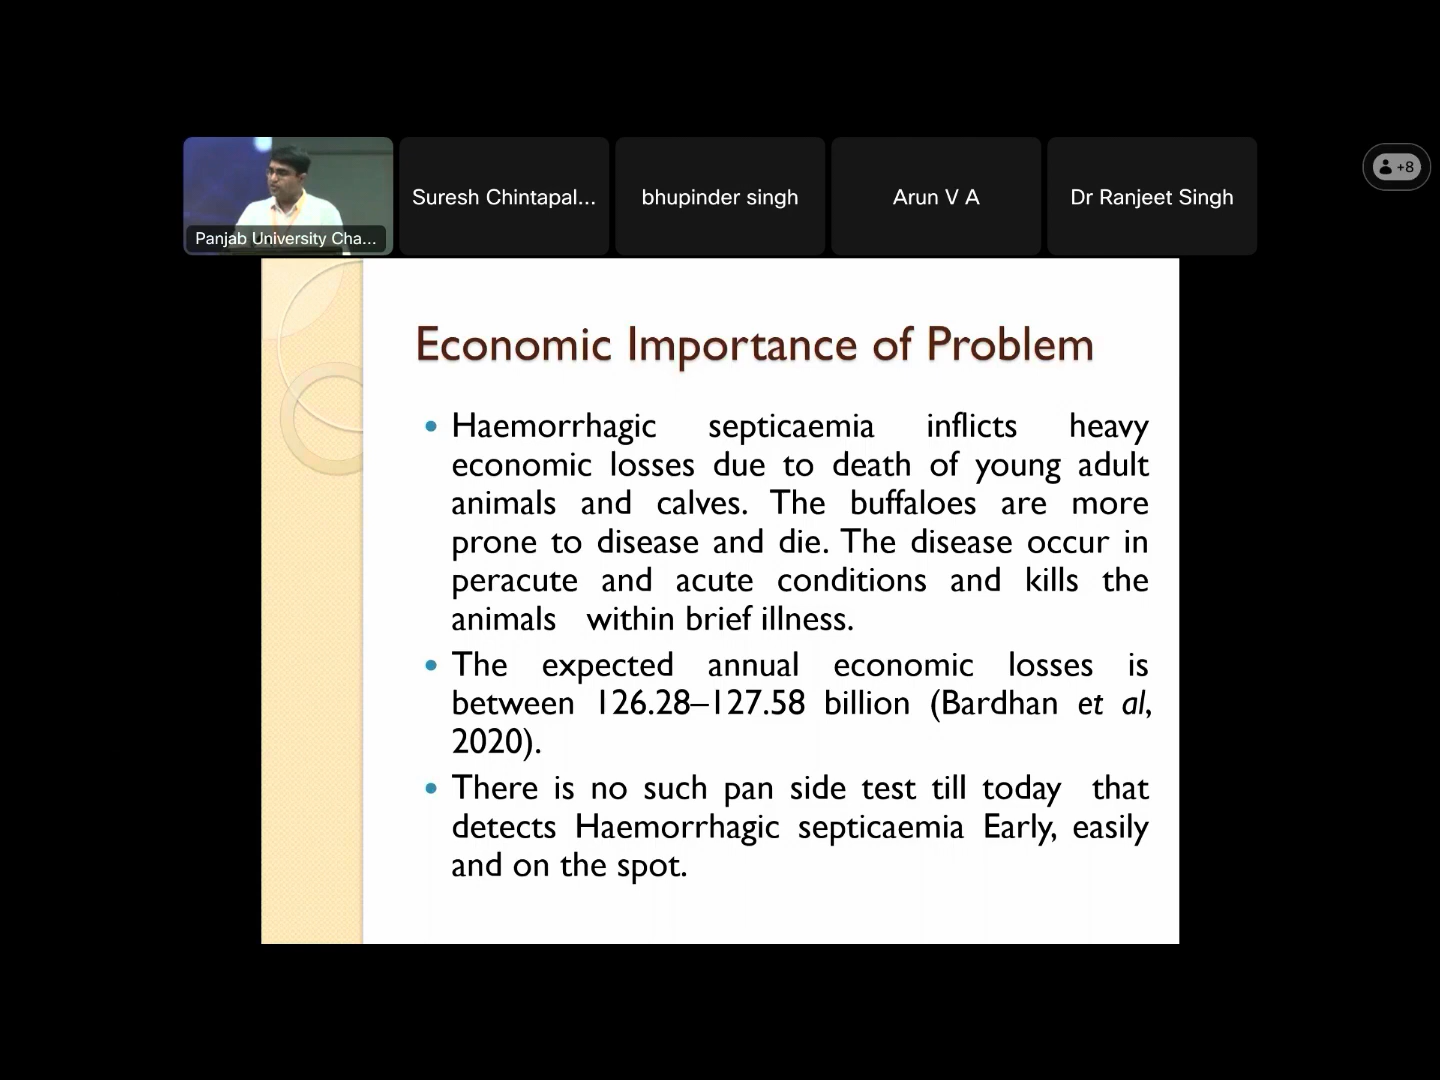 Panjab University Cha...
Suresh Chintapal...
bhupinder singh
Arun V A
Dr Ranjeet Singh
+8
Economic Importance of Problem
• Haemorrhagic septicaemia inflicts heavy
economic losses due to death of young adult
animals and calves. The buffaloes are more
prone to disease and die. The disease occur in
peracute and acute conditions and kills the
animals within brief illness.
• The expected annual economic losses is
between 126.28–127.58 billion (Bardhan et al,
2020).
• There is no such pan side test till today that
detects Haemorrhagic septicaemia Early, easily
and on the spot.